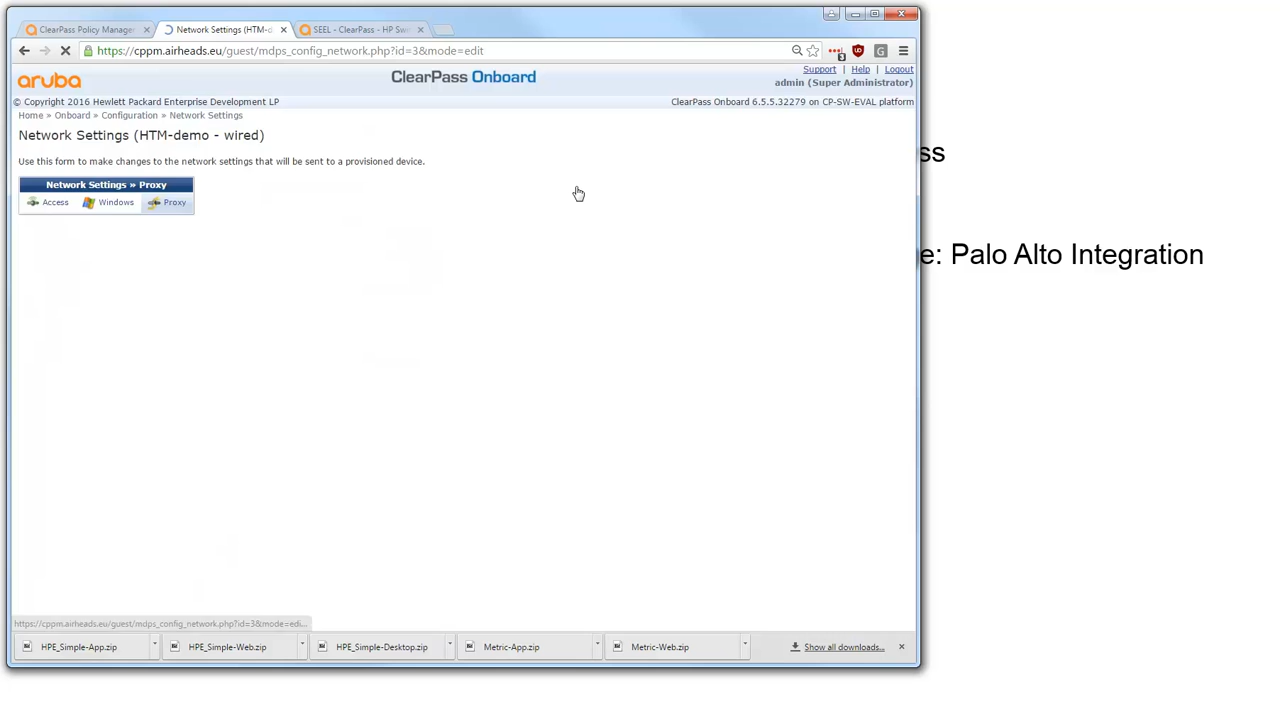 ClearPass Policy Manager
Network Settings (HTM-d
SEEL - ClearPass - HP Sw
https://cppm.airheads.eu/guest/mdps_config_network.php?id=3&mode=edit
3
G
aruba
ClearPass Onboard
Support | Help | Logout
admin (Super Administrator)
© Copyright 2016 Hewlett Packard Enterprise Development LP
ClearPass Onboard 6.5.5.32279 on CP-SW-EVAL platform
Home » Onboard » Configuration » Network Settings
Network Settings (HTM-demo - wired)
ss
Use this form to make changes to the network settings that will be sent to a provisioned device.
Network Settings » Proxy
Access Windows Proxy
e: Palo Alto Integration
https://cppm.airheads.eu/guest/mdps_config_network.php?id=3&mode=edi...
HPE_Simple-App.zip
HPE_Simple-Web.zip
HPE_Simple-Desktop.zip
Metric-App.zip
Metric-Web.zip
Show all downloads...